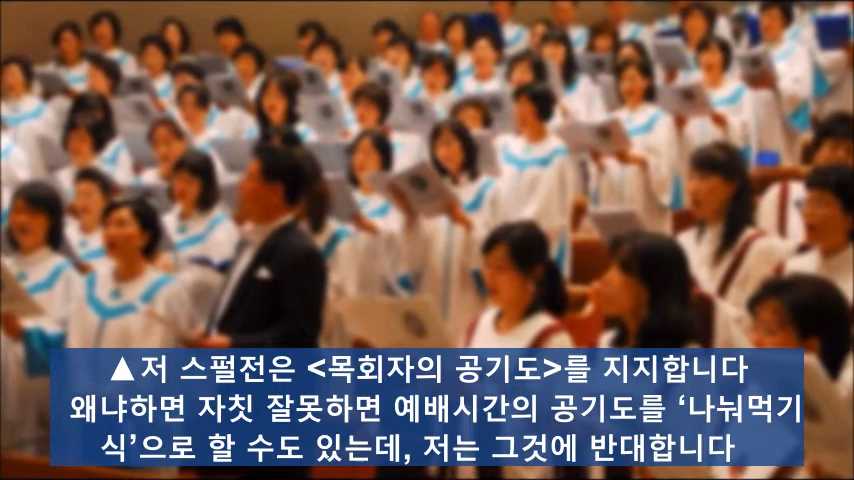 ▲저 스펄전은 <목회자의 공기도>를 지지합니다
왜냐하면 자칫 잘못하면 예배시간의 공기도를 ‘나눠먹기
식’으로 할 수도 있는데, 저는 그것에 반대합니다